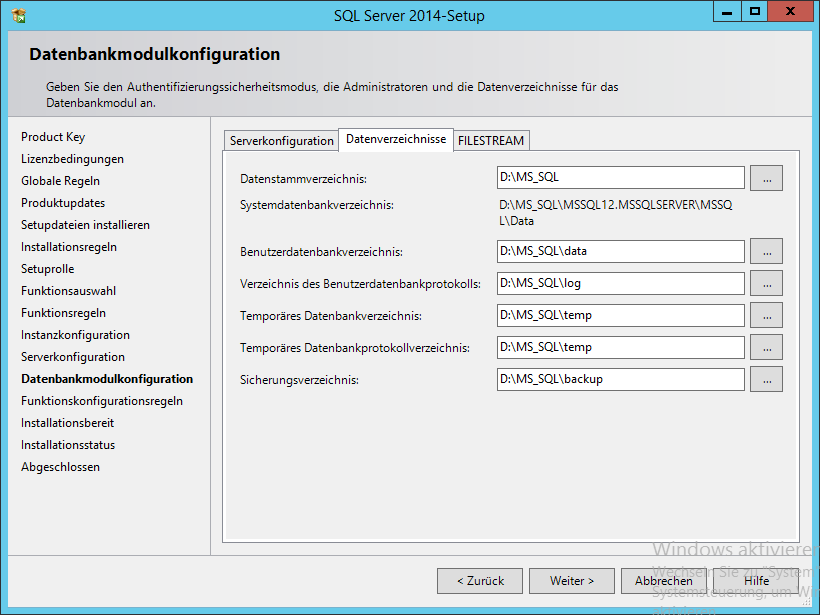 SQL Server 2014-Setup
Datenbankmodulkonfiguration
Geben Sie den Authentifizierungssicherheitsmodus, die Administratoren und die Datenverzeichnisse für das
Datenbankmodul an.
Product Key
Lizenzbedingungen
Globale Regeln
Produktupdates
Setupdateien installieren
Installationsregeln
Setuprolle
Funktionsauswahl
Funktionsregeln
Instanzkonfiguration
Serverkonfiguration
Datenbankmodulkonfiguration
Funktionskonfigurationsregeln
Installationsbereit
Installationsstatus
Abgeschlossen
Serverkonfiguration Datenverzeichnisse FILESTREAM
Datenstammverzeichnis: D:\MS_SQL ...
Systemdatenbankverzeichnis: D:\MS_SQL\MSSQL12.MSSQLSERVER\MSSQ
L\Data
Benutzerdatenbankverzeichnis: D:\MS_SQL\data ...
Verzeichnis des Benutzerdatenbankprotokolls: D:\MS_SQL\log ...
Temporäres Datenbankverzeichnis: D:\MS_SQL\temp ...
Temporäres Datenbankprotokollverzeichnis: D:\MS_SQL\temp ...
Sicherungsverzeichnis: D:\MS_SQL\backup ...
Windows aktivieren
Wechseln Sie zu "System
Systemsteuerung, um W
< Zurück Weiter > Abbrechen Hilfe